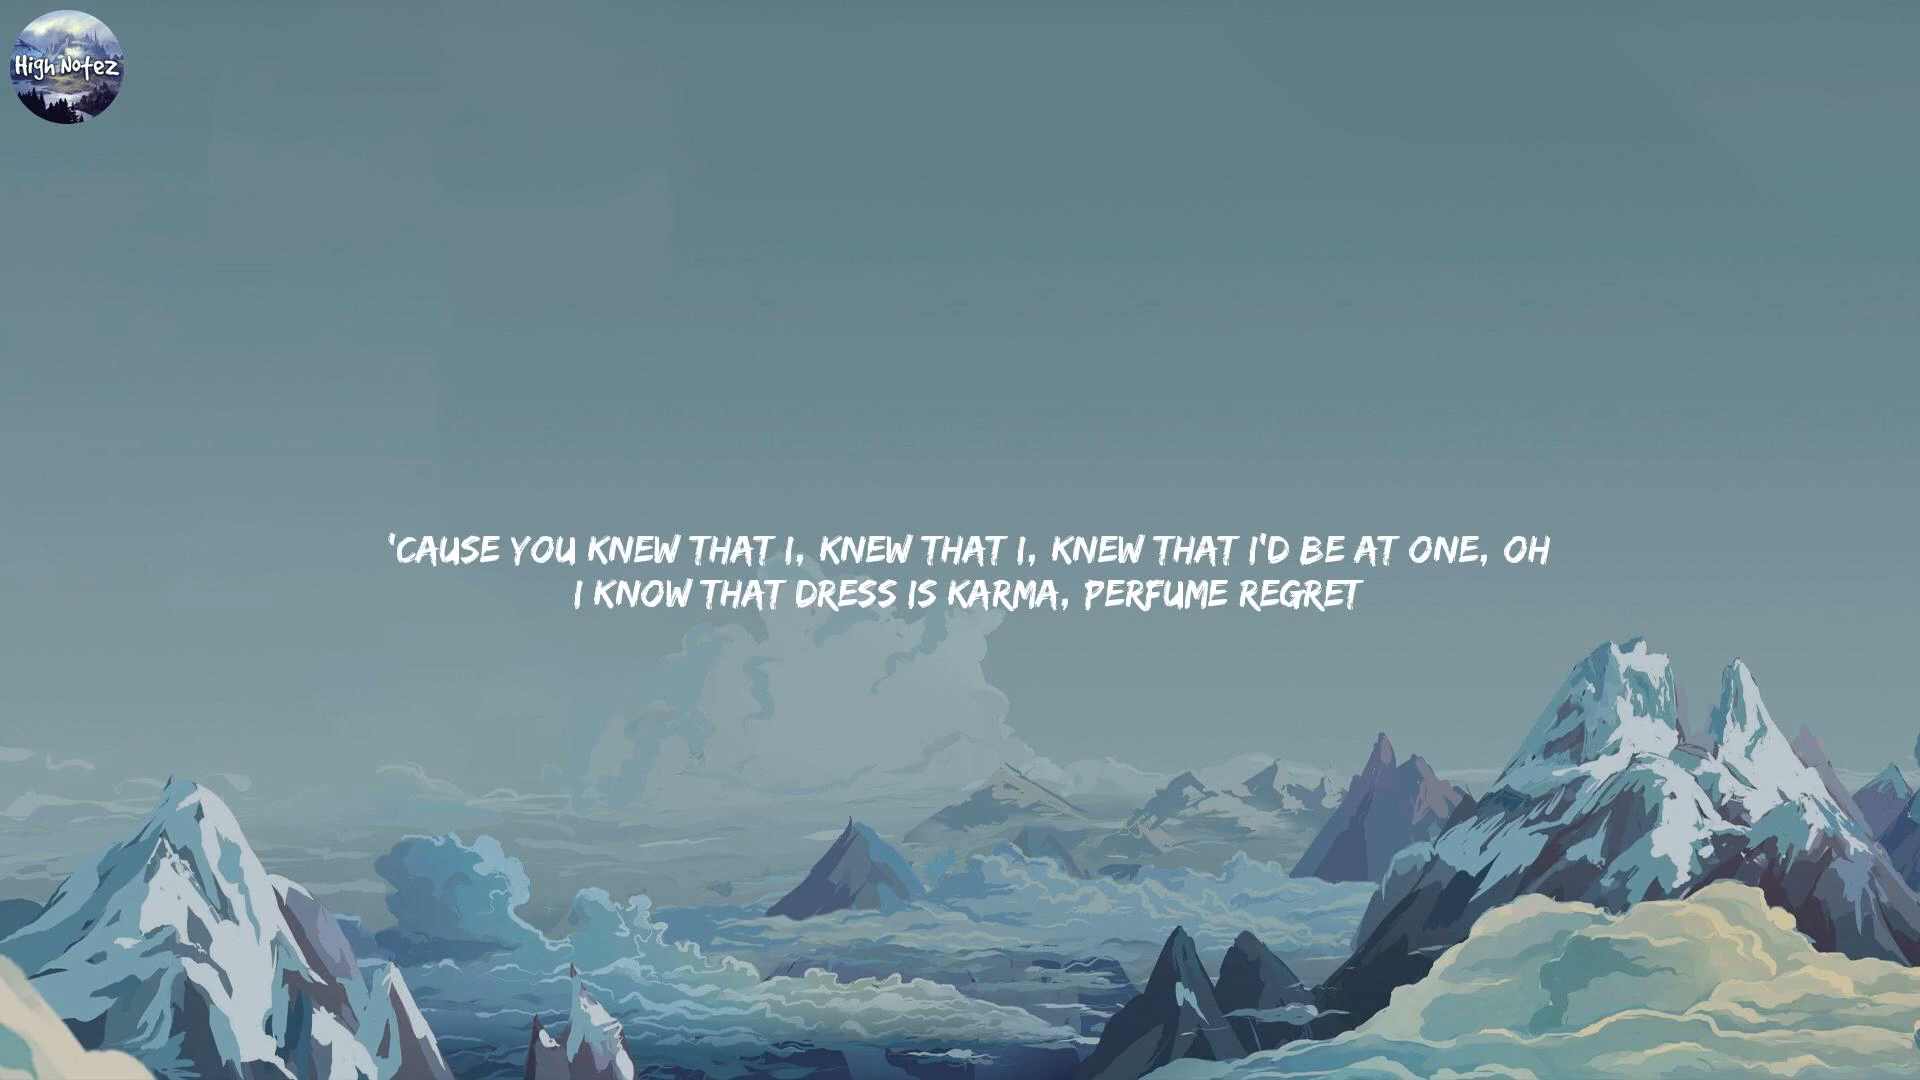 High Notez
'CAUSE YOU KNEW THAT I, KNEW THAT I, KNEW THAT I'D BE AT ONE, OH
I KNOW THAT DRESS IS KARMA, PERFUME REGRET